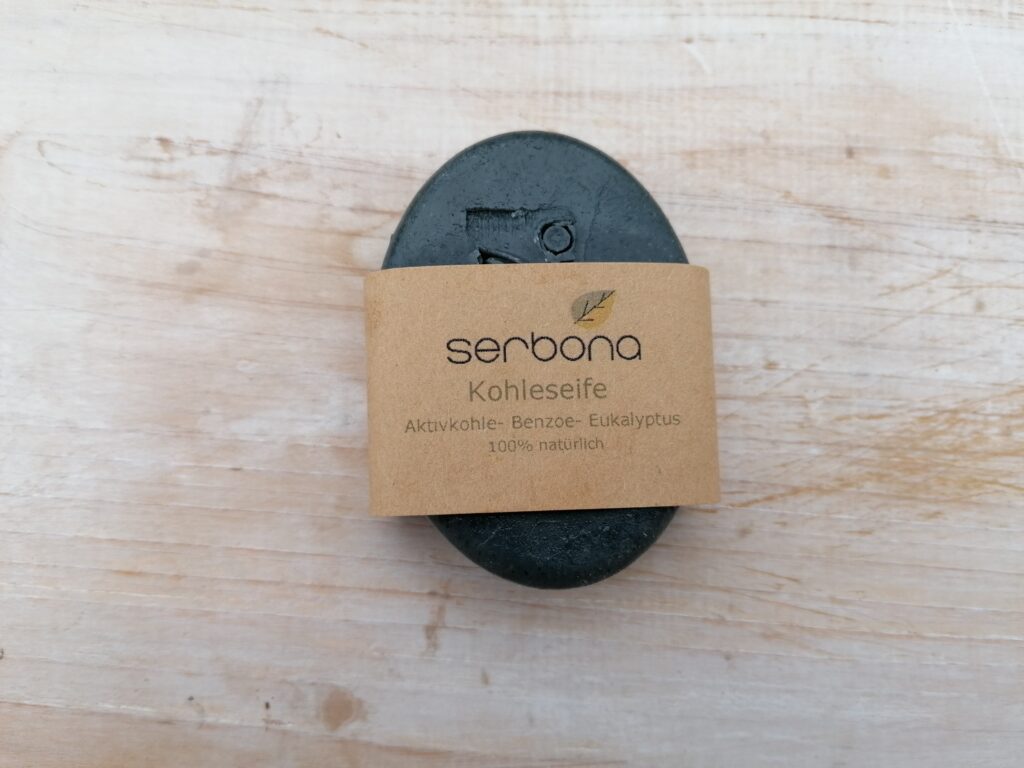 serbona
Kohleseife
Aktivkohle- Benzoe- Eukalyptus
100% natürlich